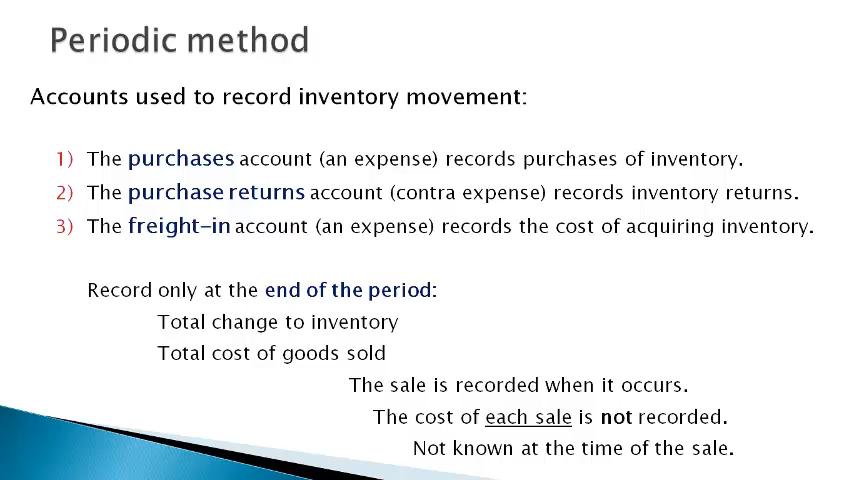 Periodic method
Accounts used to record inventory movement:
1) The purchases account (an expense) records purchases of inventory.
2) The purchase returns account (contra expense) records inventory returns.
3) The freight-in account (an expense) records the cost of acquiring inventory.
Record only at the end of the period:
Total change to inventory
Total cost of goods sold
The sale is recorded when it occurs.
The cost of each sale is not recorded.
Not known at the time of the sale.